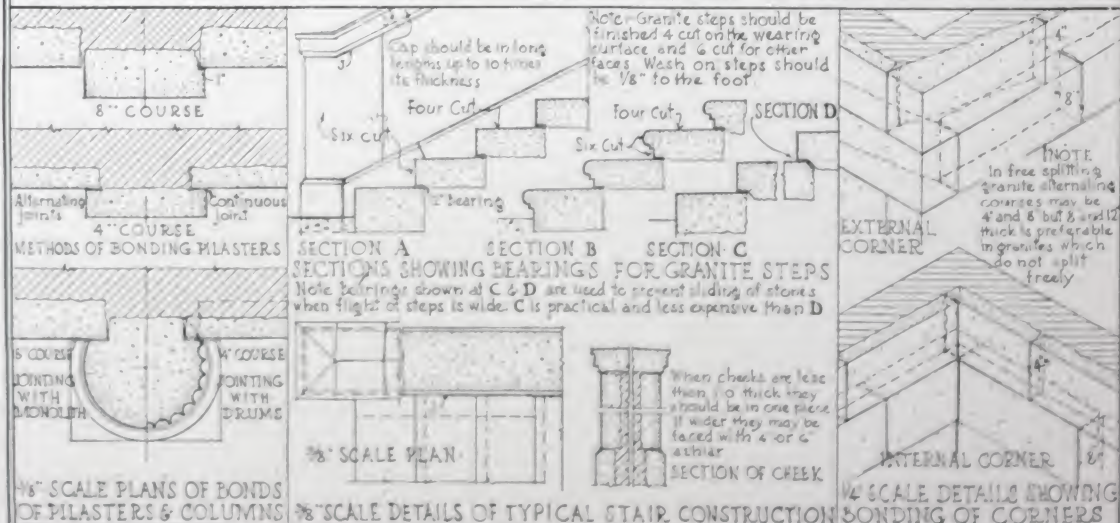 1"
8" COURSE
Alternating
joints
Continuous
joint
4" COURSE
METHODS OF BONDING PILASTERS
8" COURSE
4" COURSE
JOINTING
WITH
MONOLITH
JOINTING
WITH
DRUMS
SCALE PLANS OF BONDS
OF PILASTERS & COLUMNS
Cap should be in long
lengths up to 10 times
its thickness
Four Cut
Six Cut
Note: Granite steps should be
finished 4 cut on the wearing
surface and 6 cut for other
faces Wash on steps should
be 1/8" to the foot
Four Cut
SECTION D
Six Cut
Bearing
SECTION A
SECTION B
SECTION C
SECTIONS SHOWING BEARINGS FOR GRANITE STEPS
Note bearings shown at C & D are used to prevent sliding of stones
when flight of steps is wide. C is practical and less expensive than D
3/8" SCALE PLAN
When cheeks are less
than
thick they
should be in one piece
If wider they may be
faced with 4 or 6"
ashlar
SECTION OF CHEEK
3/8" SCALE DETAILS OF TYPICAL STAIR CONSTRUCTION
4"
8"
NOTE
In free splitting
granite alternating
courses may be
4" and 8" but 8 and 12
thick is preferable
in granites which
do not split
freely
EXTERNAL
CORNER
4"
8"
INTERNAL CORNER
1/4" SCALE DETAILS SHOWING
BONDING OF CORNERS